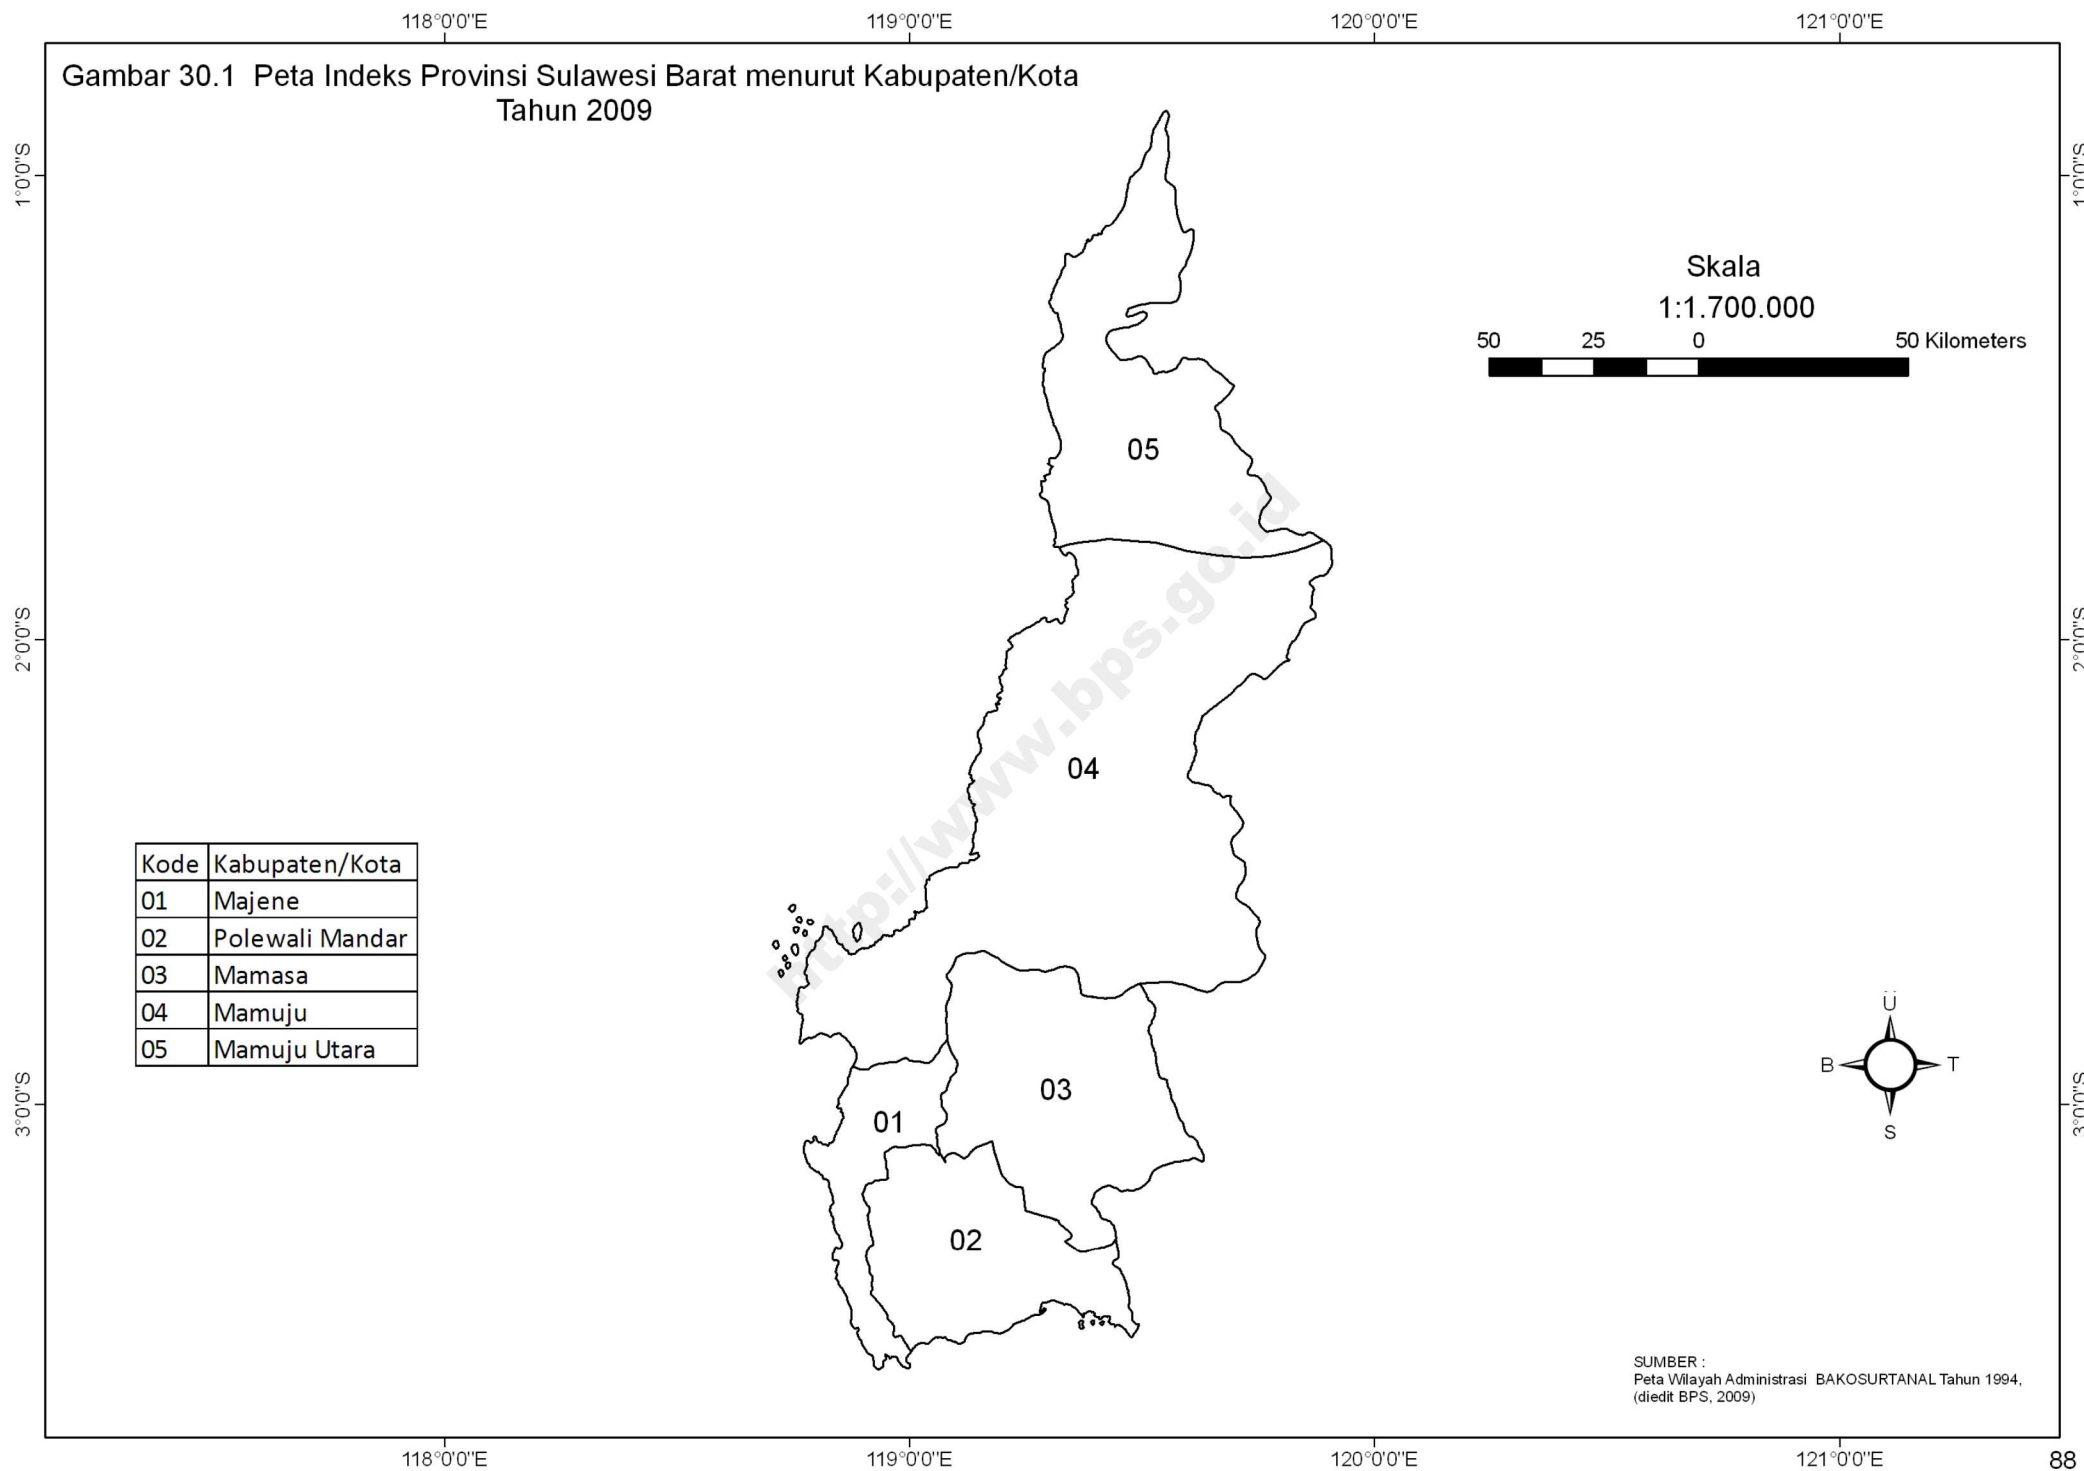 118°0'0"E 119°0'0"E 120°0'0"E 121°0'0"E
Gambar 30.1 Peta Indeks Provinsi Sulawesi Barat menurut Kabupaten/Kota
Tahun 2009
1°0'0"S 1°0'0"S
Skala
1:1.700.000
50 25 0 50 Kilometers
05
http://www.bps.go.id
2°0'0"S 2°0'0"S
04
Kode Kabupaten/Kota
01 Majene
02 Polewali Mandar
03 Mamasa
04 Mamuju
05 Mamuju Utara
U
B T
S
3°0'0"S 3°0'0"S
03
01
02
SUMBER :
Peta Wilayah Administrasi BAKOSURTANAL Tahun 1994,
(diedit BPS, 2009)
118°0'0"E 119°0'0"E 120°0'0"E 121°0'0"E
88